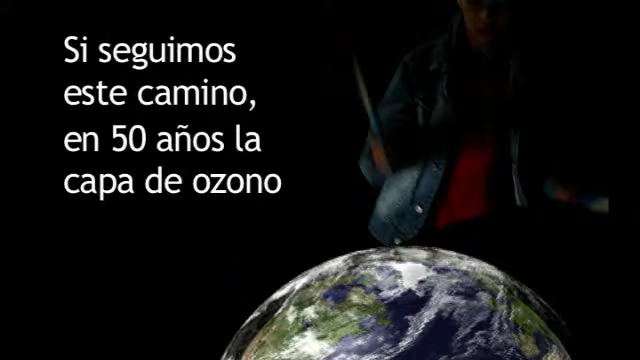 Si seguimos
este camino,
en 50 años la
capa de ozono